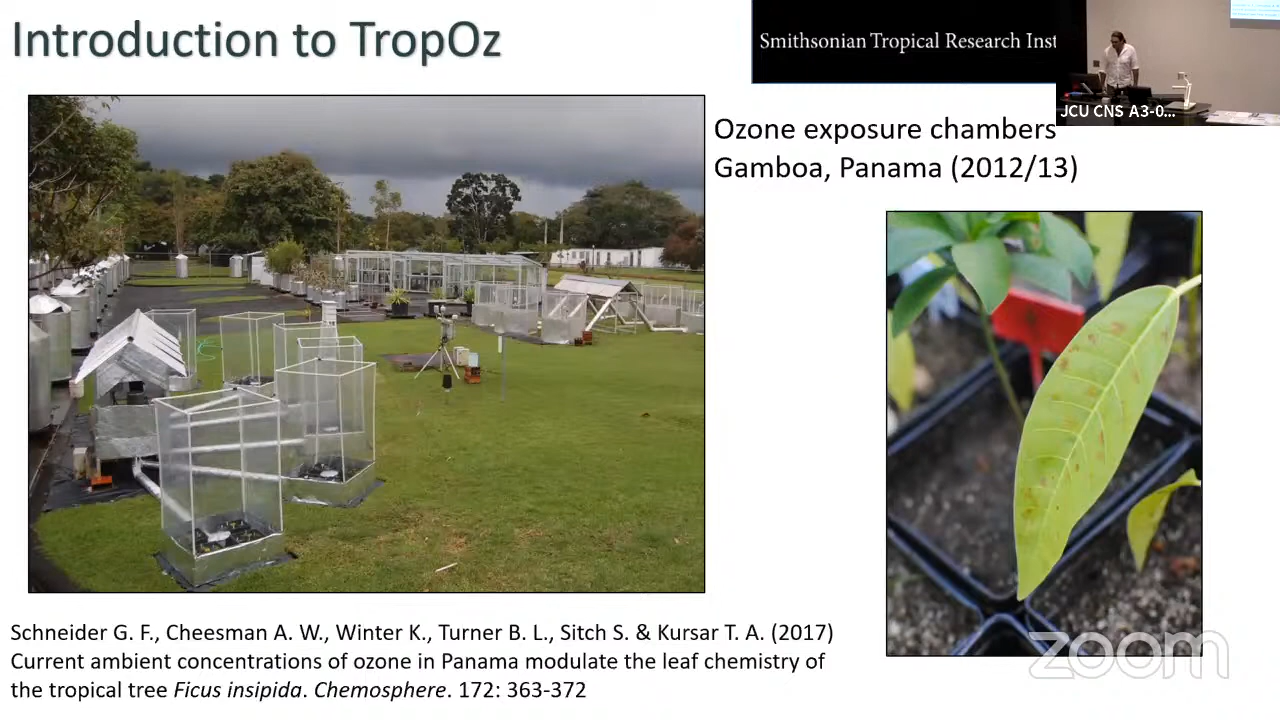 Introduction to TropOz
Smithsonian Tropical Research Inst
JCU CNS A3-0...
Ozone exposure chambers
Gamboa, Panama (2012/13)
Schneider G. F., Cheesman A. W., Winter K., Turner B. L., Sitch S. & Kursar T. A. (2017)
Current ambient concentrations of ozone in Panama modulate the leaf chemistry of
the tropical tree Ficus insipida. Chemosphere. 172: 363-372
zoom